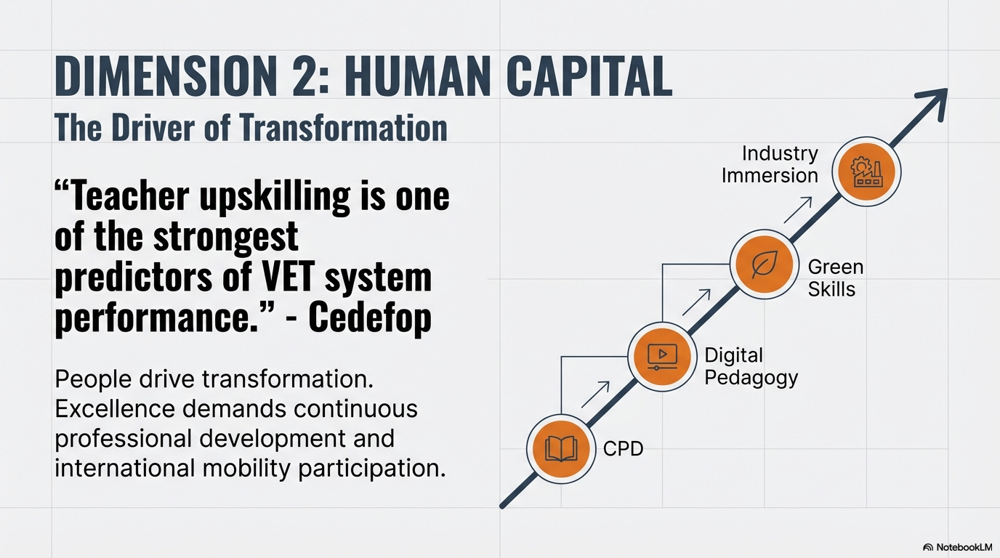 DIMENSION 2: HUMAN CAPITAL
The Driver of Transformation
“Teacher upskilling is one
of the strongest
predictors of VET system
performance.” - Cedefop
People drive transformation.
Excellence demands continuous
professional development and
international mobility participation.
Industry
Immersion
Green
Skills
Digital
Pedagogy
CPD
NotebookLM